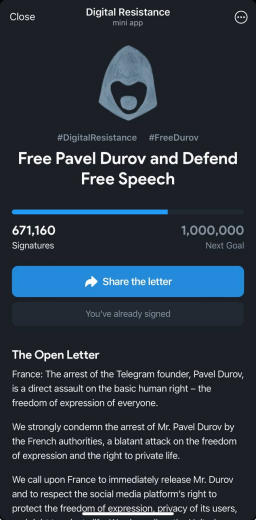 Close
Digital Resistance
mini app
#DigitalResistance #FreeDurov
Free Pavel Durov and Defend
Free Speech
671,160
1,000,000
Signatures
Next Goal
Share the letter
You've already signed
The Open Letter
France: The arrest of the Telegram founder, Pavel Durov,
is a direct assault on the basic human right – the
freedom of expression of everyone.
We strongly condemn the arrest of Mr. Pavel Durov by
the French authorities, a blatant attack on the freedom
of expression and the right to private life.
We call upon France to immediately release Mr. Durov
and to respect the social media platform's right to
protect the freedom of expression, privacy of its users,